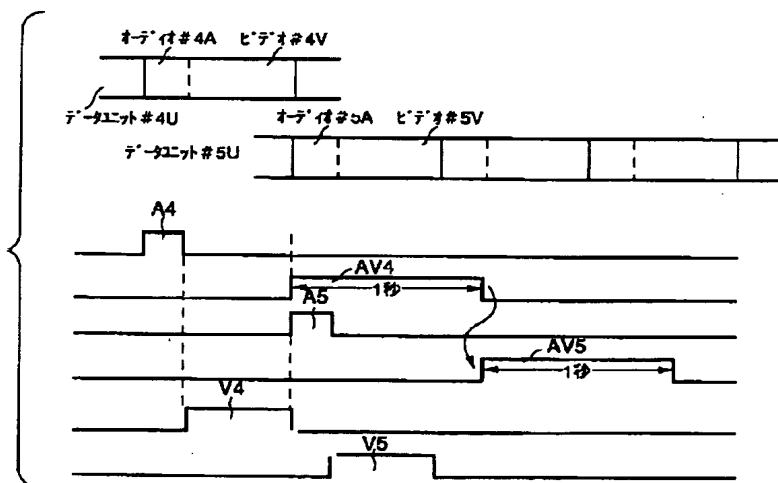 オーディオ#4A ビデオ#4V
データユニット#4U
オーディオ#5A ビデオ#5V
データユニット#5U
A4
AV4
1秒
A5
AV5
1秒
V4
V5